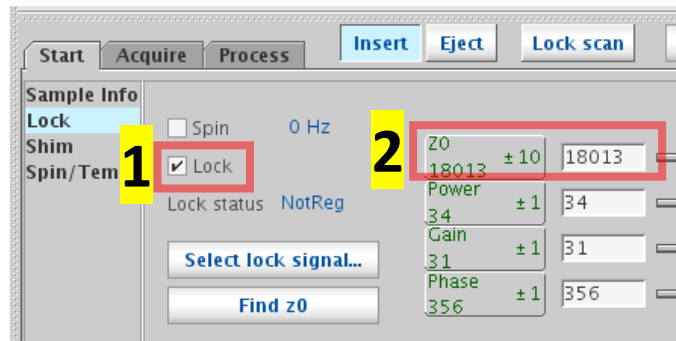 Insert Eject Lock scan
Start Acquire Process
Sample Info
Lock
Shim
Spin/Tem
1
Spin 0 Hz
Lock
Lock status NotReg
Select lock signal...
Find z0
2
Z0
18013 ±10 18013
Power
34 ±1 34
Gain
31 ±1 31
Phase
356 ±1 356